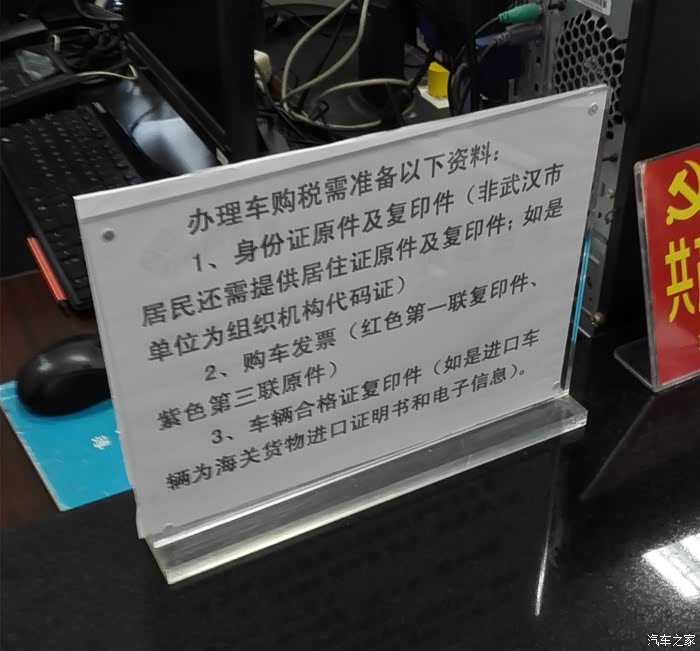 办理车购税需准备以下资料：
1、身份证原件及复印件（非武汉市
居民还需提供居住证原件及复印件；如是
单位为组织机构代码证）
2、购车发票（红色第一联复印件、
紫色第三联原件）
3、车辆合格证复印件（如是进口车
辆为海关货物进口证明书和电子信息）。
共
汽车之家